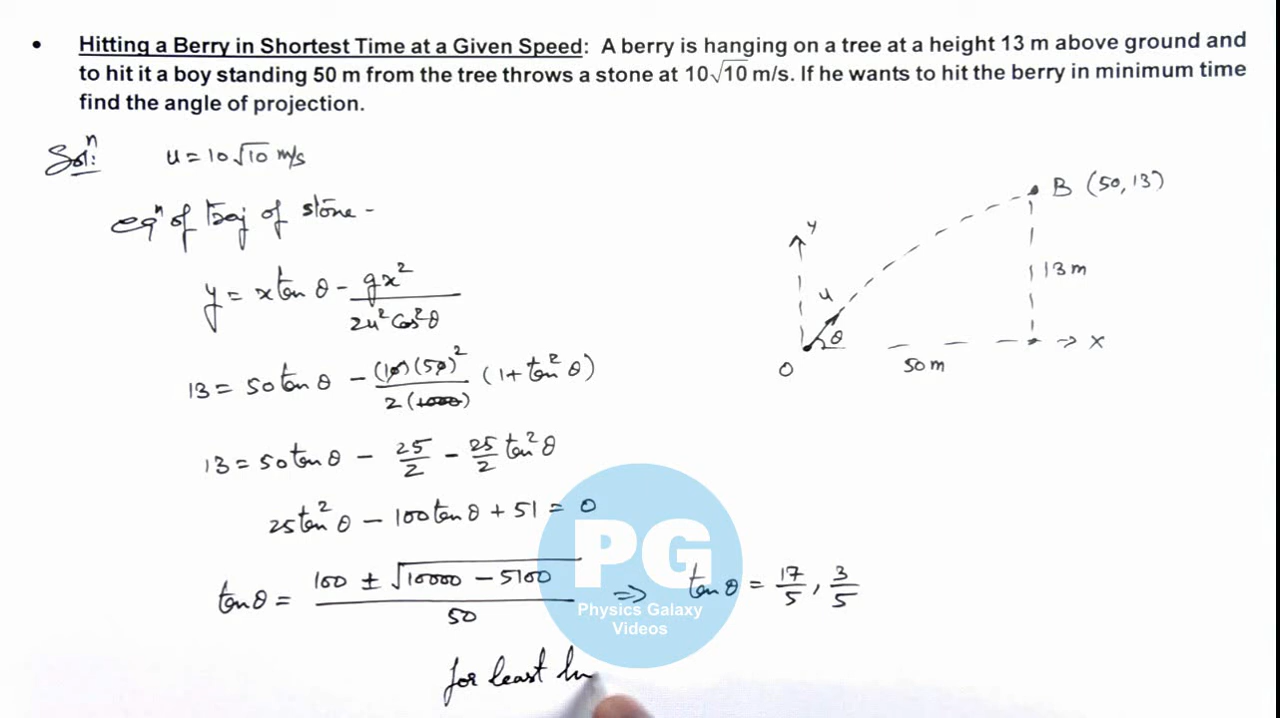 • Hitting a Berry in Shortest Time at a Given Speed: A berry is hanging on a tree at a height 13 m above ground and
to hit it a boy standing 50 m from the tree throws a stone at 10√10 m/s. If he wants to hit the berry in minimum time
find the angle of projection.
Solⁿ: u = 10√10 m/s
eqⁿ of traj of stone -
y = x tan θ - gx² / 2u² cos² θ
13 = 50 tan θ - (10)(50)² / 2(1000) (1 + tan² θ)
13 = 50 tan θ - 25/2 - 25/2 tan² θ
25 tan² θ - 100 tan θ + 51 = 0
tan θ = 100 ± √10000 - 5100 / 50 ⇒ tan θ = 17/5, 3/5
for least
y
B (50, 13)
13 m
u
θ
O
50 m
x
PG
Physics Galaxy
Videos